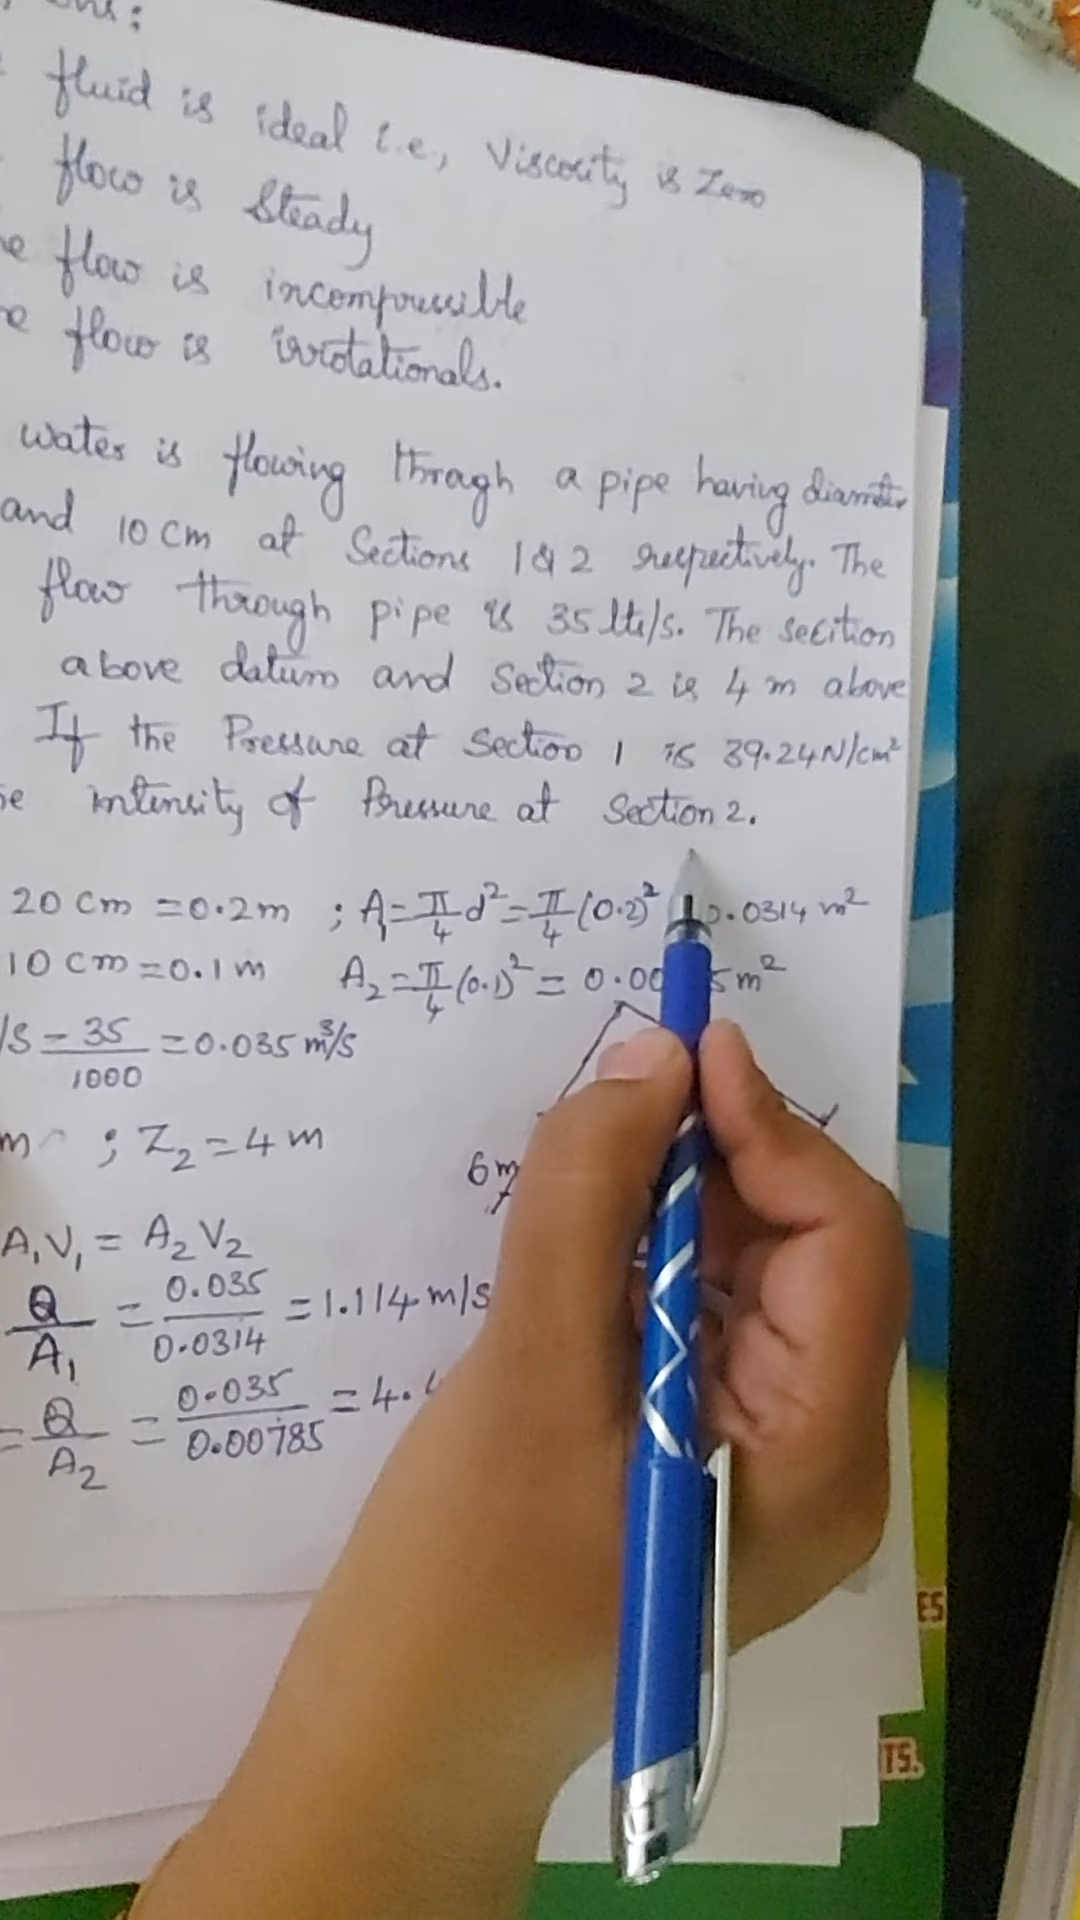 fluid is ideal i.e., Viscosity is Zero
flow is Steady
flow is incompressible
flow is irrotationals.
water is flowing thragh a pipe having diameter
and 10 cm at Sections 1 & 2 respectively. The
flow through pipe is 35 lts/s. The secition
above datum and Section 2 is 4 m above
If the Pressure at Section 1 is 39.24 N/cm²
intensity of Pressure at Section 2.
20 cm = 0.2 m ; A₁ = π/4 d² = π/4 (0.2)² 0.0314 m²
10 cm = 0.1 m A₂ = π/4 (0.1)² = 0.00 5 m²
/s = 35/1000 = 0.035 m³/s
m ; Z₂ = 4 m
6 m
A₁V₁ = A₂V₂
Q/A₁ = 0.035/0.0314 = 1.114 m/s
= Q/A₂ = 0.035/0.00785 = 4.4
ES
TS.